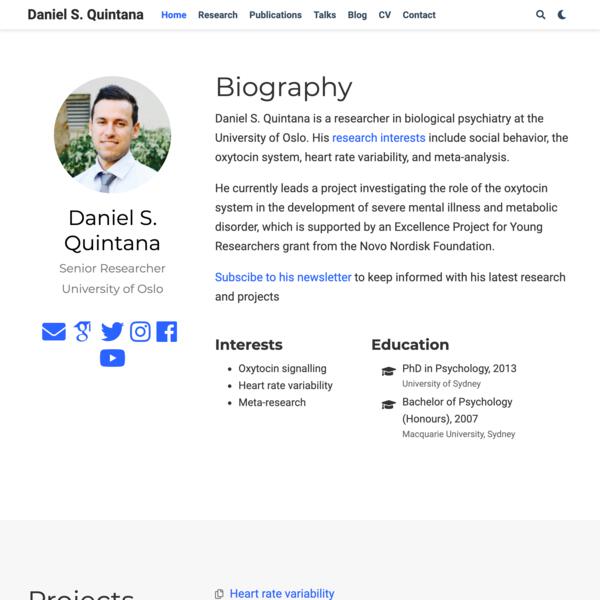 Daniel S. Quintana
Home
Research
Publications
Talks
Blog
CV
Contact
Daniel S.
Quintana
Senior Researcher
University of Oslo
Biography
Daniel S. Quintana is a researcher in biological psychiatry at the
University of Oslo. His research interests include social behavior, the
oxytocin system, heart rate variability, and meta-analysis.
He currently leads a project investigating the role of the oxytocin
system in the development of severe mental illness and metabolic
disorder, which is supported by an Excellence Project for Young
Researchers grant from the Novo Nordisk Foundation.
Subscibe to his newsletter to keep informed with his latest research
and projects
Interests
Oxytocin signalling
Heart rate variability
Meta-research
Education
PhD in Psychology, 2013
University of Sydney
Bachelor of Psychology
(Honours), 2007
Macquarie University, Sydney
Projects
Heart rate variability